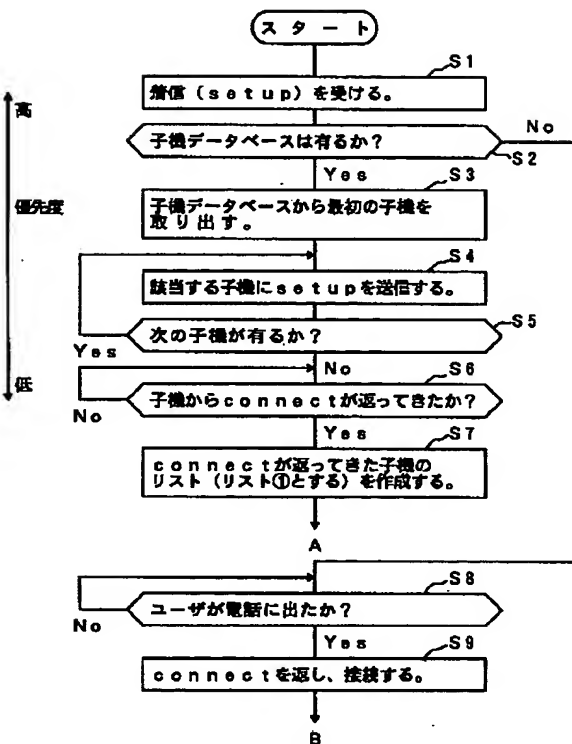 スタート
S1
着信（setup）を受ける。
高
No
子機データベースは有るか？
S2
Yes
S3
優先度
子機データベースから最初の子機を
取り出す。
S4
該当する子機にsetupを送信する。
S5
次の子機が有るか？
Yes
No
S6
低
子機からconnectが返ってきたか？
No
Yes
S7
connectが返ってきた子機の
リスト（リスト①とする）を作成する。
A
S8
ユーザが電話に出たか？
No
Yes
S9
connectを返し、接続する。
B